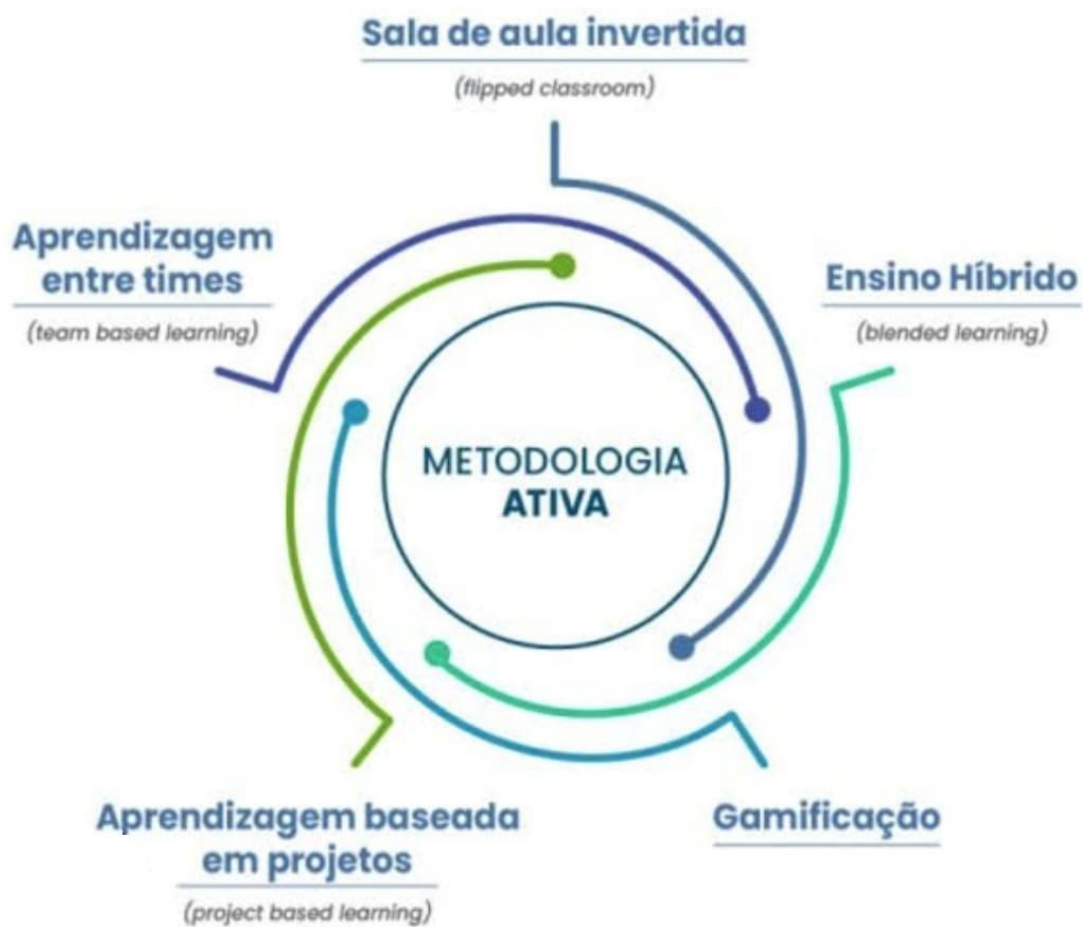 Sala de aula invertida
(flipped classroom)
Aprendizagem
entre times
(team based learning)
Ensino Híbrido
(blended learning)
METODOLOGIA
ATIVA
Aprendizagem baseada
em projetos
(project based learning)
Gamificação